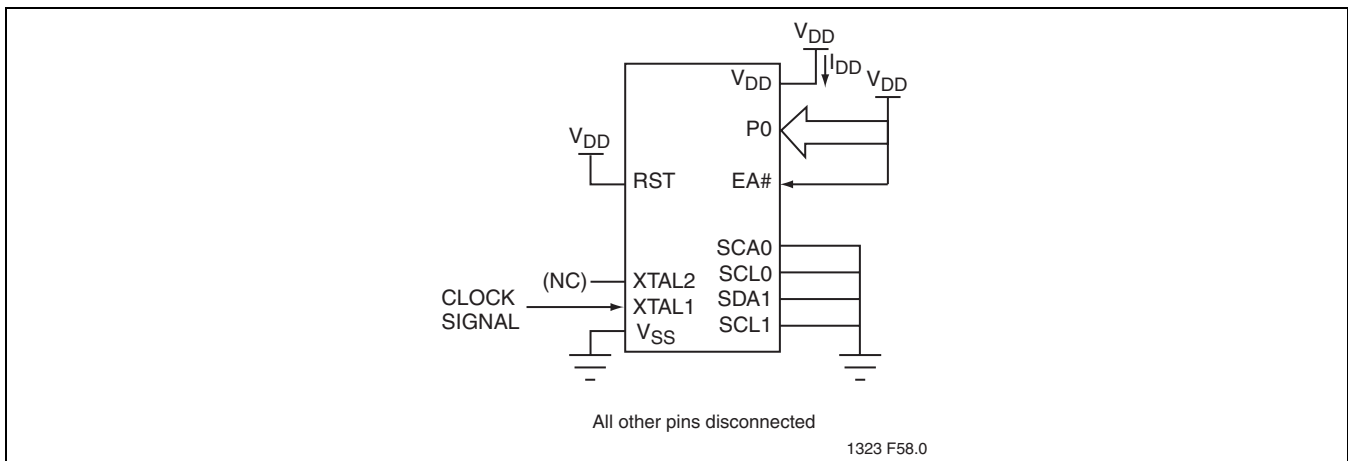 VDD
IDD
VDD
VDD
P0
VDD
RST
EA#
SCA0
SCL0
SDA1
SCL1
(NC)
XTAL2
CLOCK
SIGNAL
XTAL1
VSS
All other pins disconnected
1323 F58.0